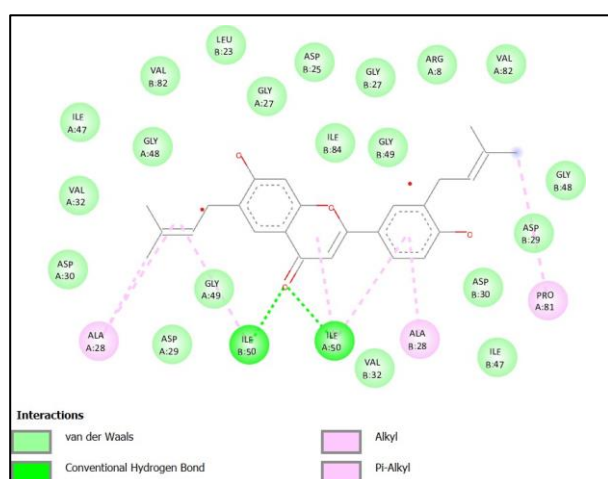 LEU
B:23
ASP
B:25
VAL
B:82
GLY
B:27
ARG
A:8
VAL
A:82
GLY
A:27
ILE
A:47
GLY
A:48
ILE
B:84
GLY
B:49
O
GLY
B:48
VAL
A:32
O
O
ASP
B:29
ASP
A:30
GLY
A:49
O
ASP
B:30
PRO
A:81
ALA
A:28
ASP
A:29
ILE
B:50
ILE
A:50
ALA
B:28
VAL
B:32
ILE
B:47
Interactions
van der Waals
Alkyl
Conventional Hydrogen Bond
Pi-Alkyl